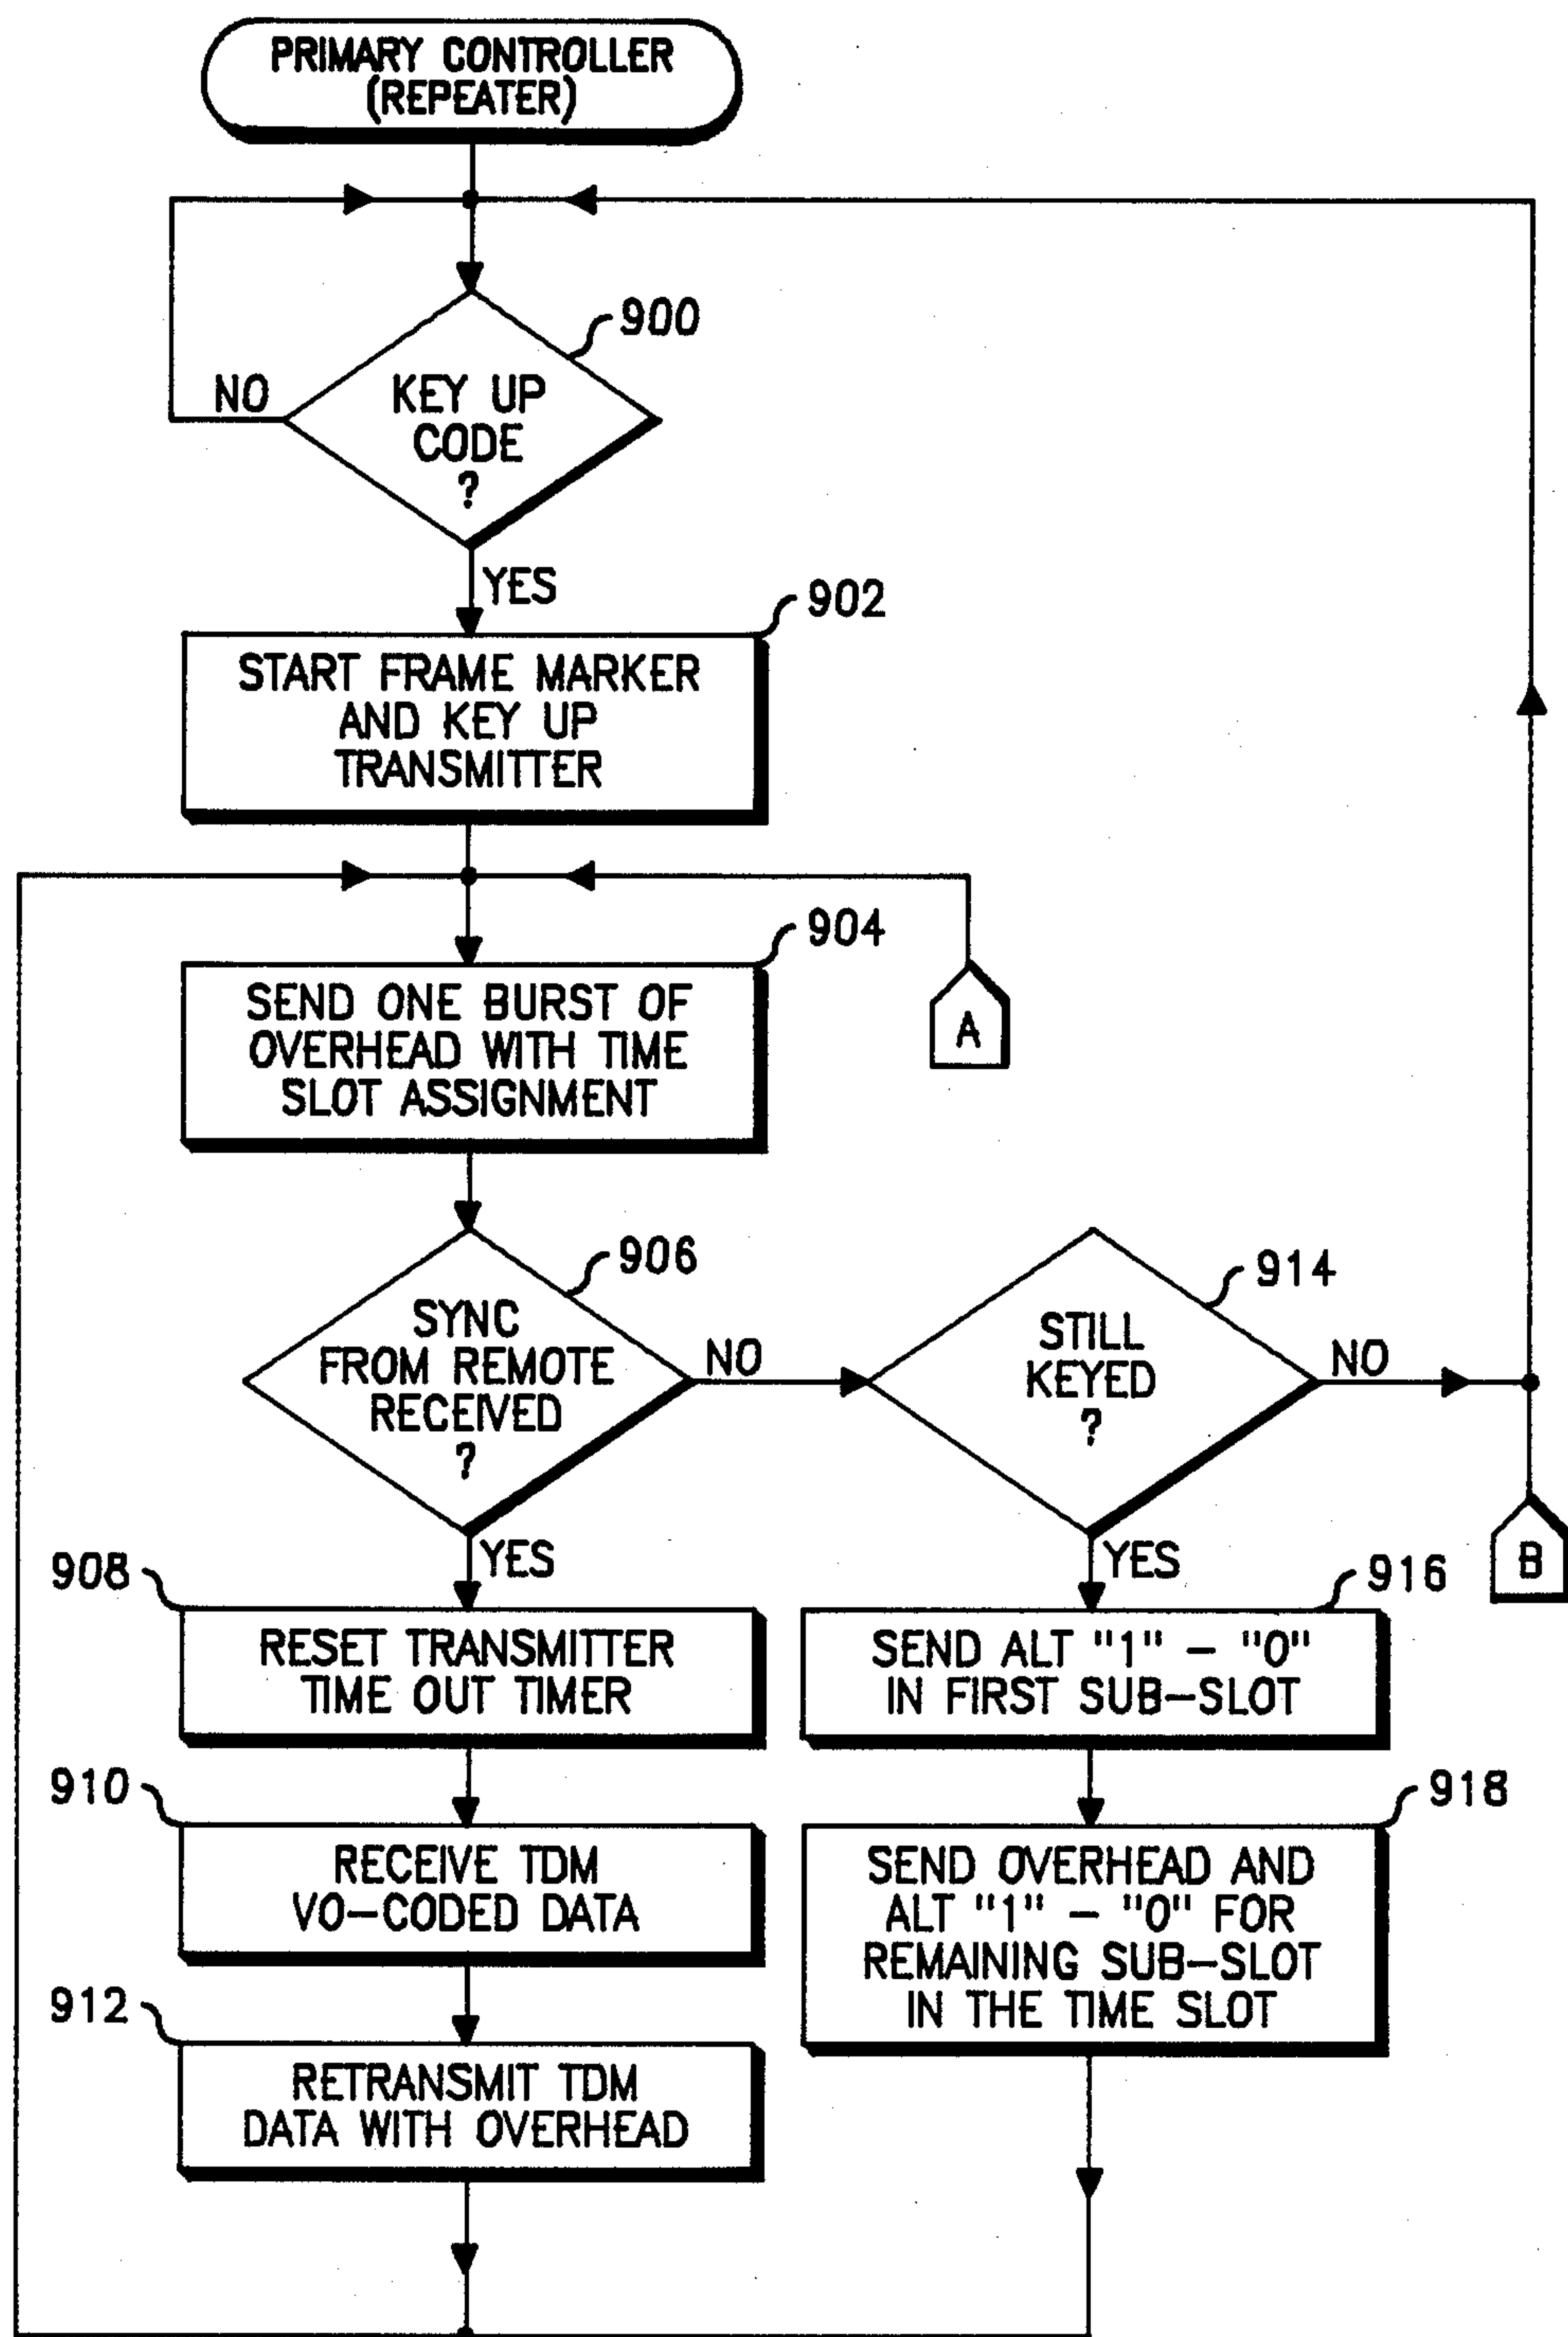 PRIMARY CONTROLLER
(REPEATER)
900
NO
KEY UP
CODE
?
YES
902
START FRAME MARKER
AND KEY UP
TRANSMITTER
904
SEND ONE BURST OF
OVERHEAD WITH TIME
SLOT ASSIGNMENT
A
906
SYNC
FROM REMOTE
RECEIVED
?
NO
914
STILL
KEYED
?
NO
B
YES
908
RESET TRANSMITTER
TIME OUT TIMER
YES
916
SEND ALT "1" - "0"
IN FIRST SUB-SLOT
910
RECEIVE TDM
VO-CODED DATA
918
SEND OVERHEAD AND
ALT "1" - "0" FOR
REMAINING SUB-SLOT
IN THE TIME SLOT
912
RETRANSMIT TDM
DATA WITH OVERHEAD